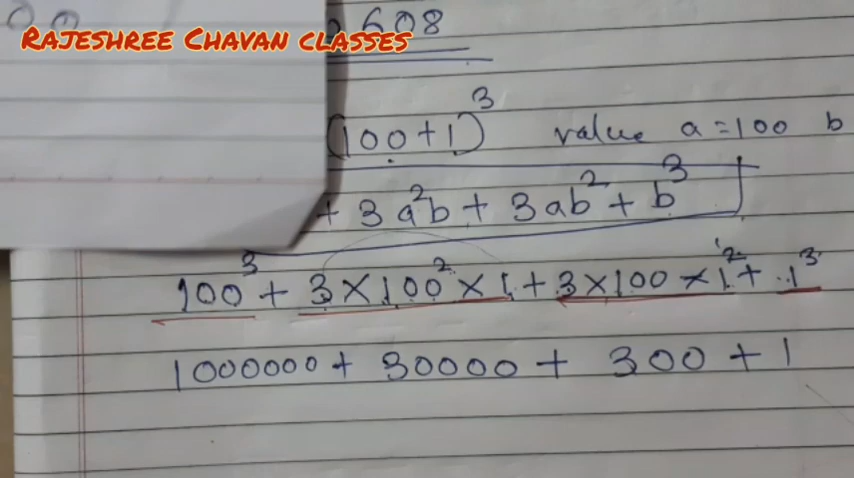 608
RAJESHREE CHAVAN CLASSES
(100+1)³ value a=100 b
+ 3a²b + 3ab² + b³
100³ + 3×100²×1 + 3×100×1² + 1³
1000000 + 30000 + 300 + 1